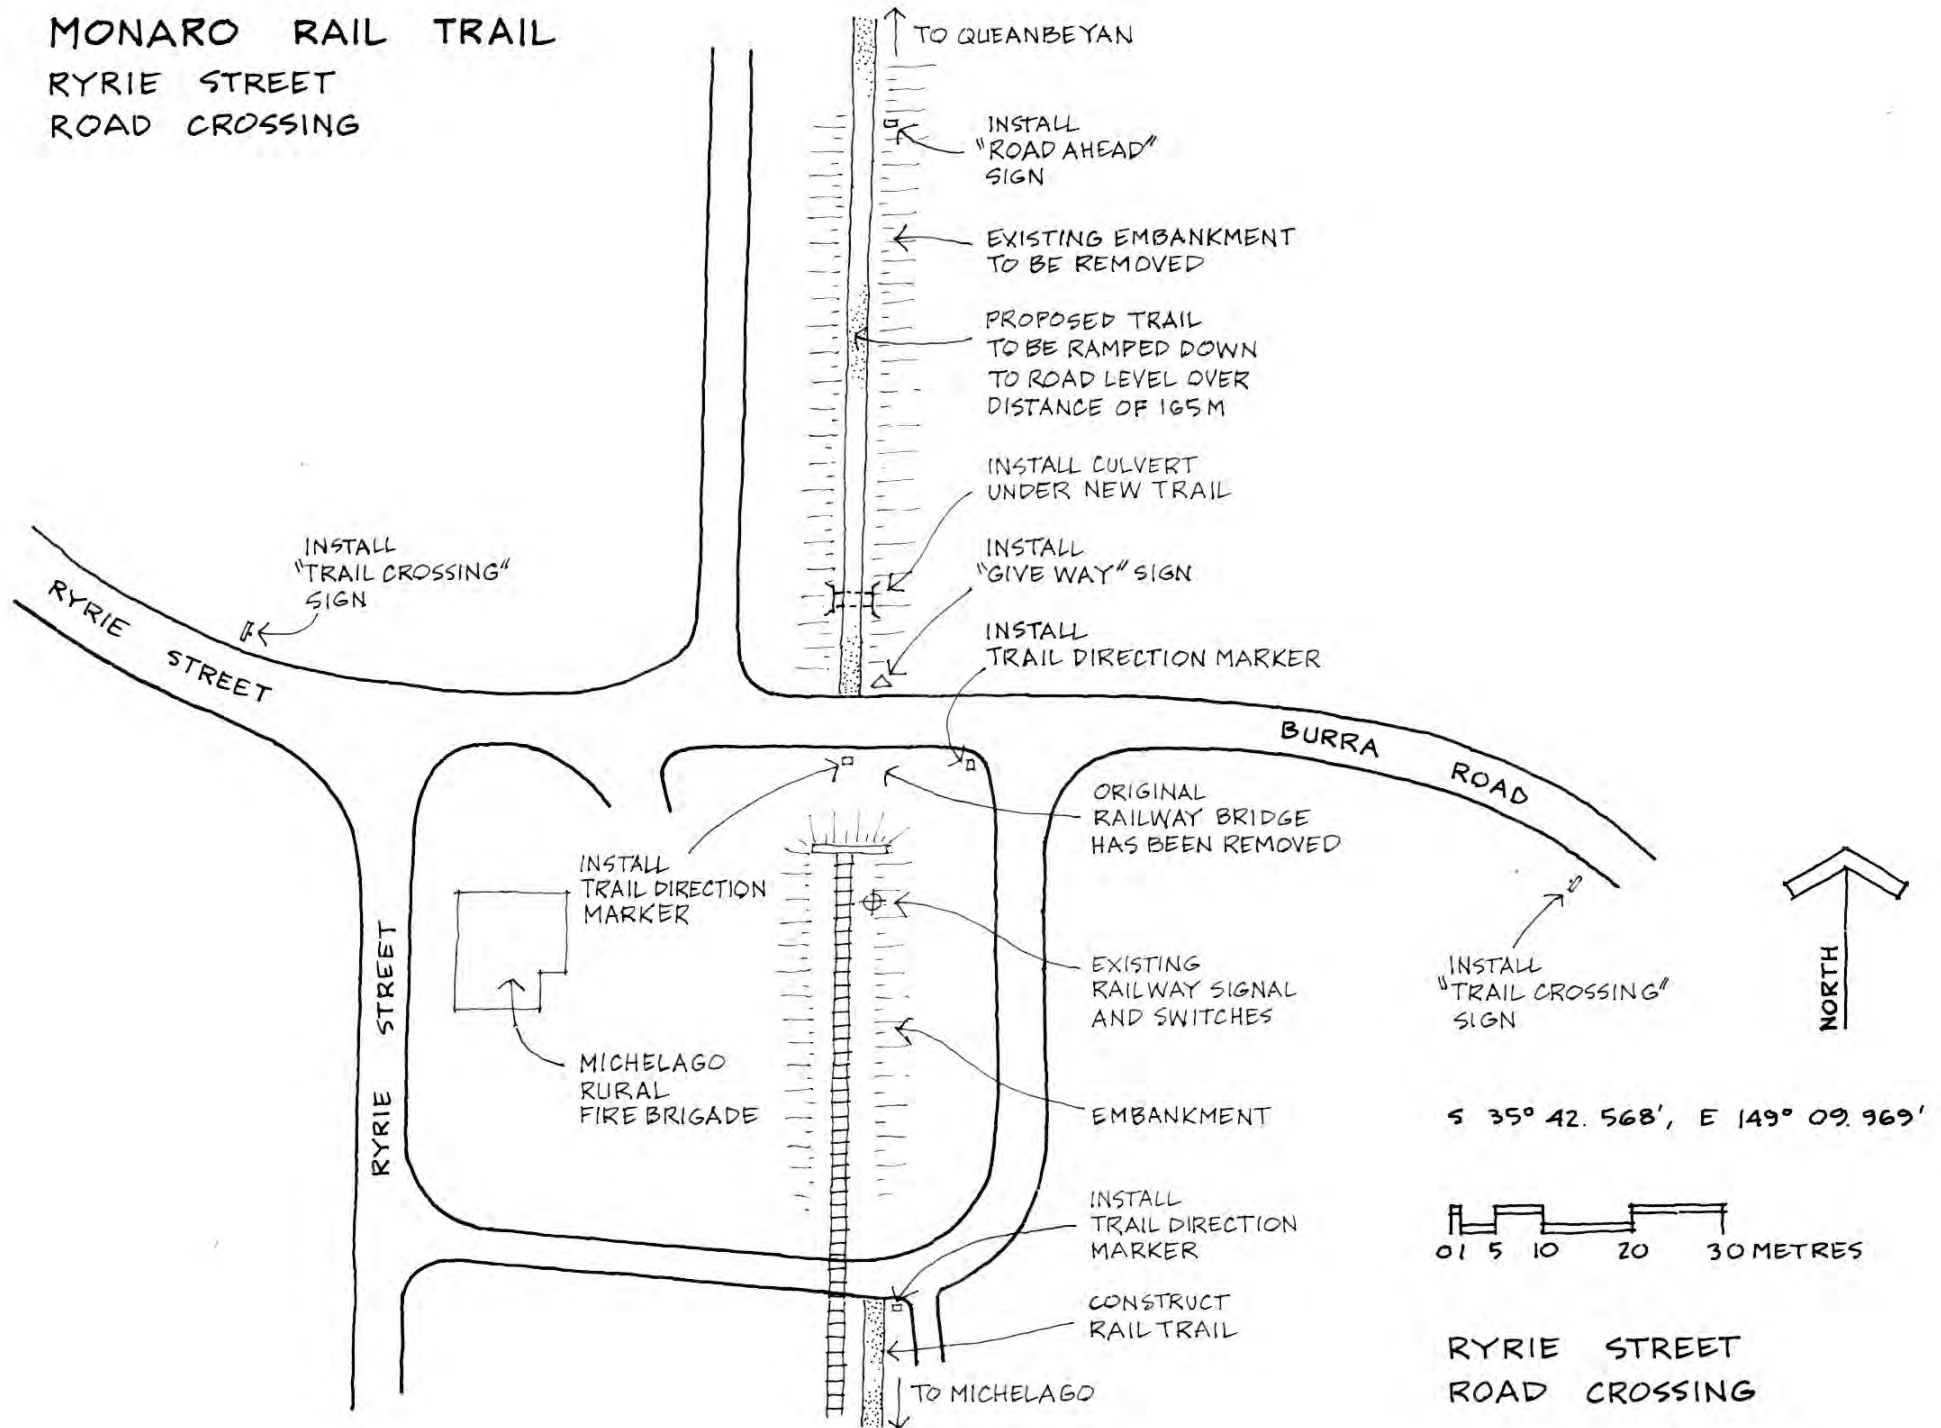 MONARO RAIL TRAIL
RYRIE STREET
ROAD CROSSING
TO QUEANBEYAN
INSTALL
"ROAD AHEAD"
SIGN
EXISTING EMBANKMENT
TO BE REMOVED
PROPOSED TRAIL
TO BE RAMPED DOWN
TO ROAD LEVEL OVER
DISTANCE OF 165M
INSTALL CULVERT
UNDER NEW TRAIL
INSTALL
"GIVE WAY" SIGN
INSTALL
TRAIL DIRECTION MARKER
INSTALL
"TRAIL CROSSING"
SIGN
RYRIE STREET
BURRA ROAD
ORIGINAL
RAILWAY BRIDGE
HAS BEEN REMOVED
INSTALL
TRAIL DIRECTION
MARKER
RYRIE STREET
EXISTING
RAILWAY SIGNAL
AND SWITCHES
INSTALL
"TRAIL CROSSING"
SIGN
NORTH
MICHELAGO
RURAL
FIRE BRIGADE
EMBANKMENT
S 35° 42. 568', E 149° 09. 969'
INSTALL
TRAIL DIRECTION
MARKER
0 1 5 10 20 30 METRES
CONSTRUCT
RAIL TRAIL
TO MICHELAGO
RYRIE STREET
ROAD CROSSING